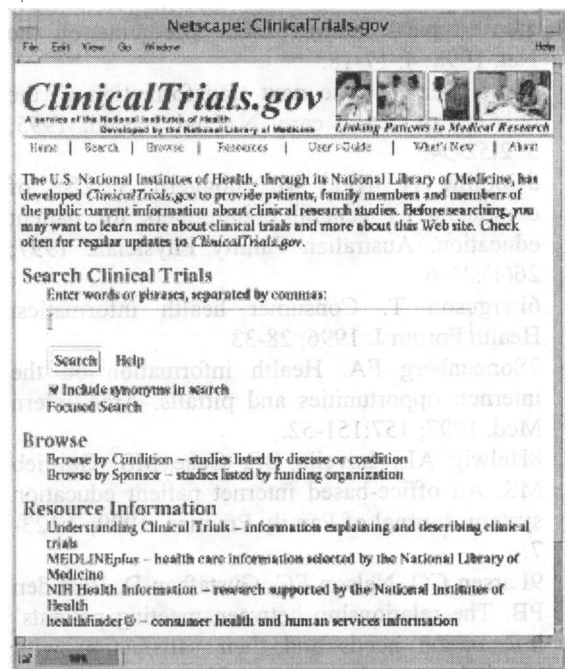 Netscape: ClinicalTrials.gov
File Edit View Go Window Help
ClinicalTrials.gov
A service of the National Institutes of Health
Developed by the National Library of Medicine
Linking Patients to Medical Research
Home | Search | Browse | Resources | User's Guide | What's New | About
The U.S. National Institutes of Health, through its National Library of Medicine, has
developed ClinicalTrials.gov to provide patients, family members and members of
the public current information about clinical research studies. Before searching, you
may want to learn more about clinical trials and more about this Web site. Check
often for regular updates to ClinicalTrials.gov.
Search Clinical Trials
Enter words or phrases, separated by commas:
Search Help
Include synonyms in search
Focused Search
Browse
Browse by Condition – studies listed by disease or condition
Browse by Sponsor – studies listed by funding organization
Resource Information
Understanding Clinical Trials – information explaining and describing clinical
trials
MEDLINEplus – health care information selected by the National Library of
Medicine
NIH Health Information – research supported by the National Institutes of
Health
healthfinder® – consumer health and human services information
100%